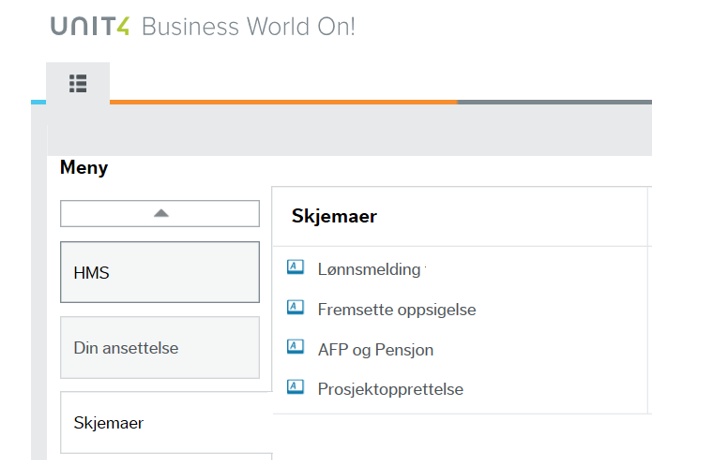 UNIT4 Business World On!
Meny
Skjemaer
HMS
Lønnsmelding
Fremsette oppsigelse
Din ansettelse
AFP og Pensjon
Prosjektopprettelse
Skjemaer